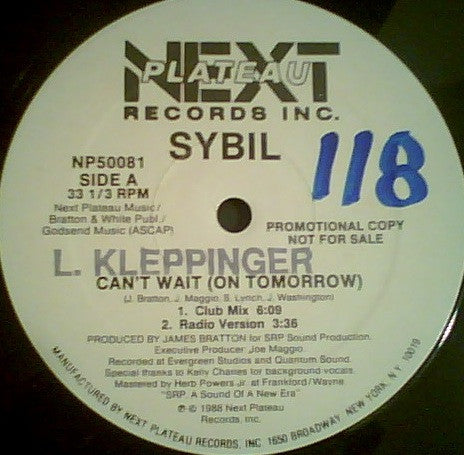 NEXT
PLATEAU
RECORDS INC.
SYBIL
118
NP50081
SIDE A
33 1/3 RPM
Next Plateau Music/
Bratton & White Publ./
Godsend Music (ASCAP)
PROMOTIONAL COPY
NOT FOR SALE
L. KLEPPINGER
CAN'T WAIT (ON TOMORROW)
(J. Bratton, J. Maggio, S. Lynch, J. Washington)
1. Club Mix 6:09
2. Radio Version 3:36
PRODUCED BY JAMES BRATTON for SRP Sound Production.
Executive Producer Joe Maggio.
Recorded at Evergreen Studios and Quantum Sound.
Special thanks to Kelly Charles for background vocals.
Mastered by Herb Powers Jr. at Frankford/Wayne.
"SRP, A Sound Of A New Era"
℗ © 1988 Next Plateau
Records, Inc.
MANUFACTURED BY NEXT PLATEAU RECORDS, INC 1650 BROADWAY, NEW YORK, N.Y. 10019